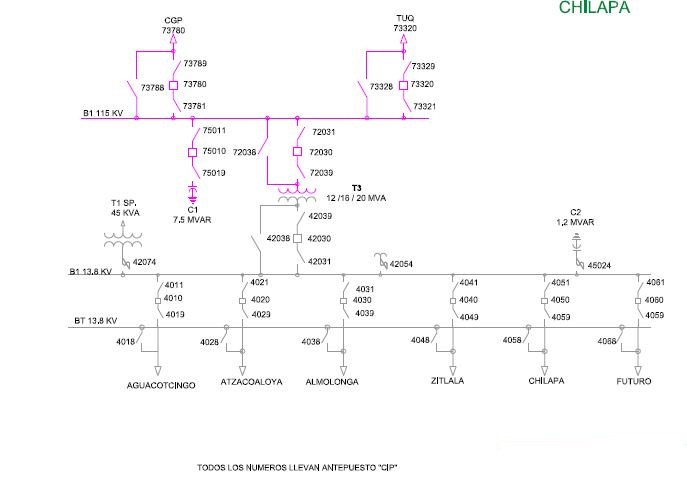 CHILAPA
CGP
73780
TUQ
73320
73789
73780
73781
73788
73329
73320
73321
73328
B1 115 KV
75011
75010
75019
72036
72031
72030
72039
C1
7.5 MVAR
T3
12 /16 / 20 MVA
T1 SP.
45 KVA
42074
42036
42039
42030
42031
42054
C2
1,2 MVAR
45024
B1 13.8 KV
4011
4010
4019
4021
4020
4029
4031
4030
4039
4041
4040
4049
4051
4050
4059
4061
4060
4059
BT 13.8 KV
4018
4028
4038
4048
4058
4068
AGUACOTCINGO
ATZACOALOYA
ALMOLONGA
ZITLALA
CHILAPA
FUTURO
TODOS LOS NUMEROS LLEVAN ANTEPUESTO "CIP"